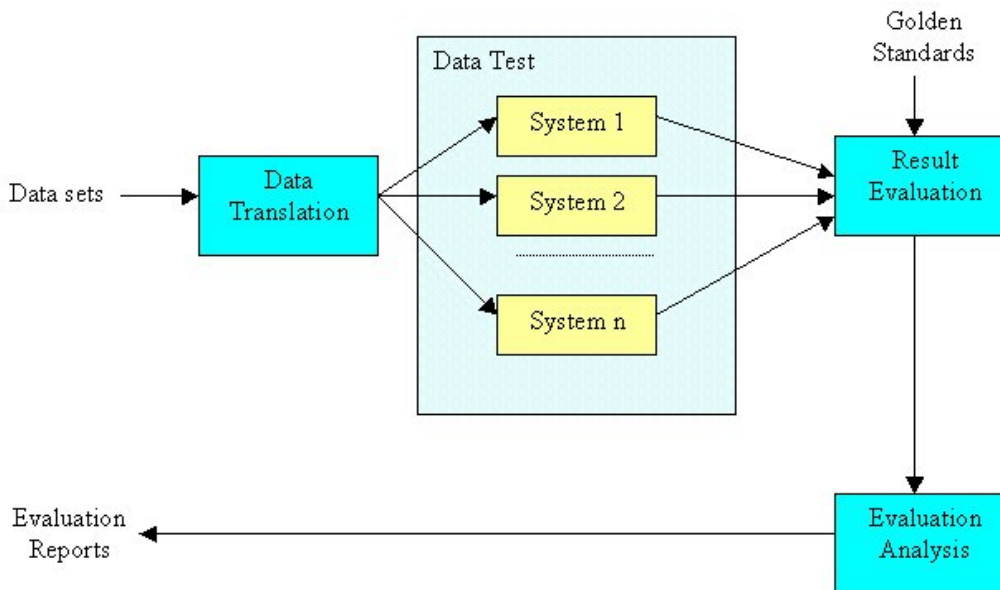 Golden
Standards
Data Test
System 1
Result
Evaluation
Data sets
Data
Translation
System 2
System n
Evaluation
Reports
Evaluation
Analysis